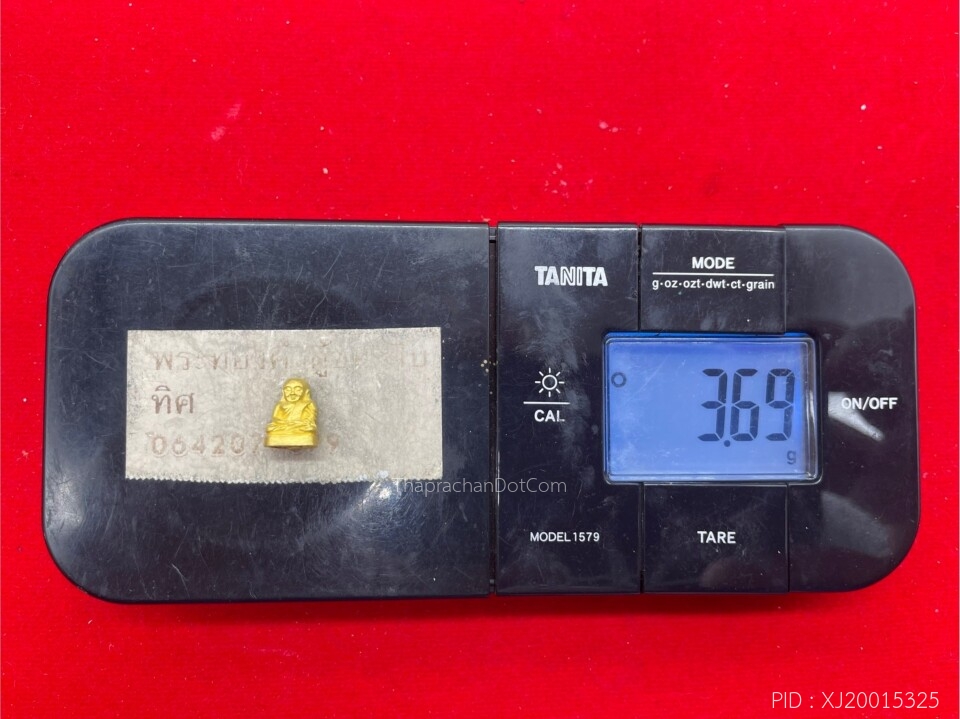 TANITA
MODE
g·oz·ozt·dwt·ct·grain
3.69
g
CAL
ON/OFF
MODEL 1579
TARE
ทิศ
ThaprachanDotCom
PID : XJ20015325